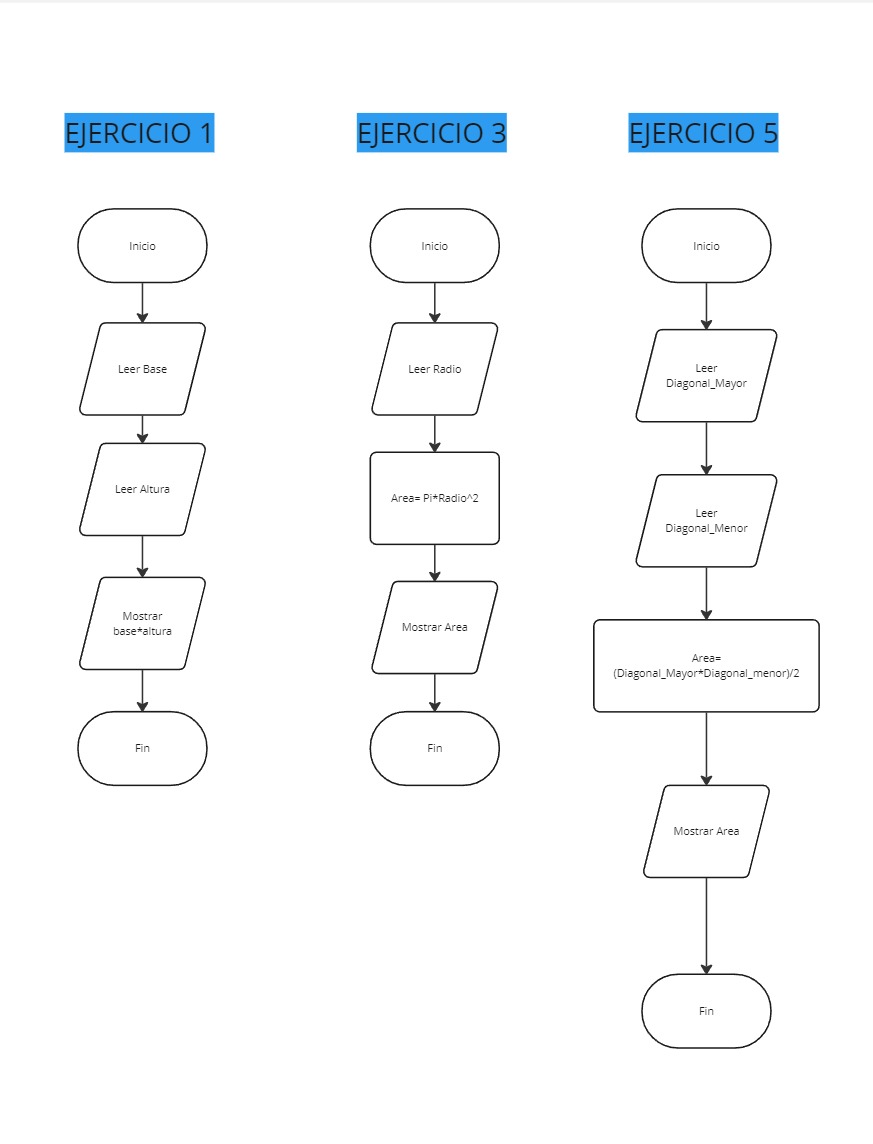 EJERCICIO 1
Inicio
Leer Base
Leer Altura
Mostrar
base*altura
Fin
EJERCICIO 3
Inicio
Leer Radio
Area= Pi*Radio^2
Mostrar Area
Fin
EJERCICIO 5
Inicio
Leer
Diagonal_Mayor
Leer
Diagonal_Menor
Area=
(Diagonal_Mayor*Diagonal_menor)/2
Mostrar Area
Fin